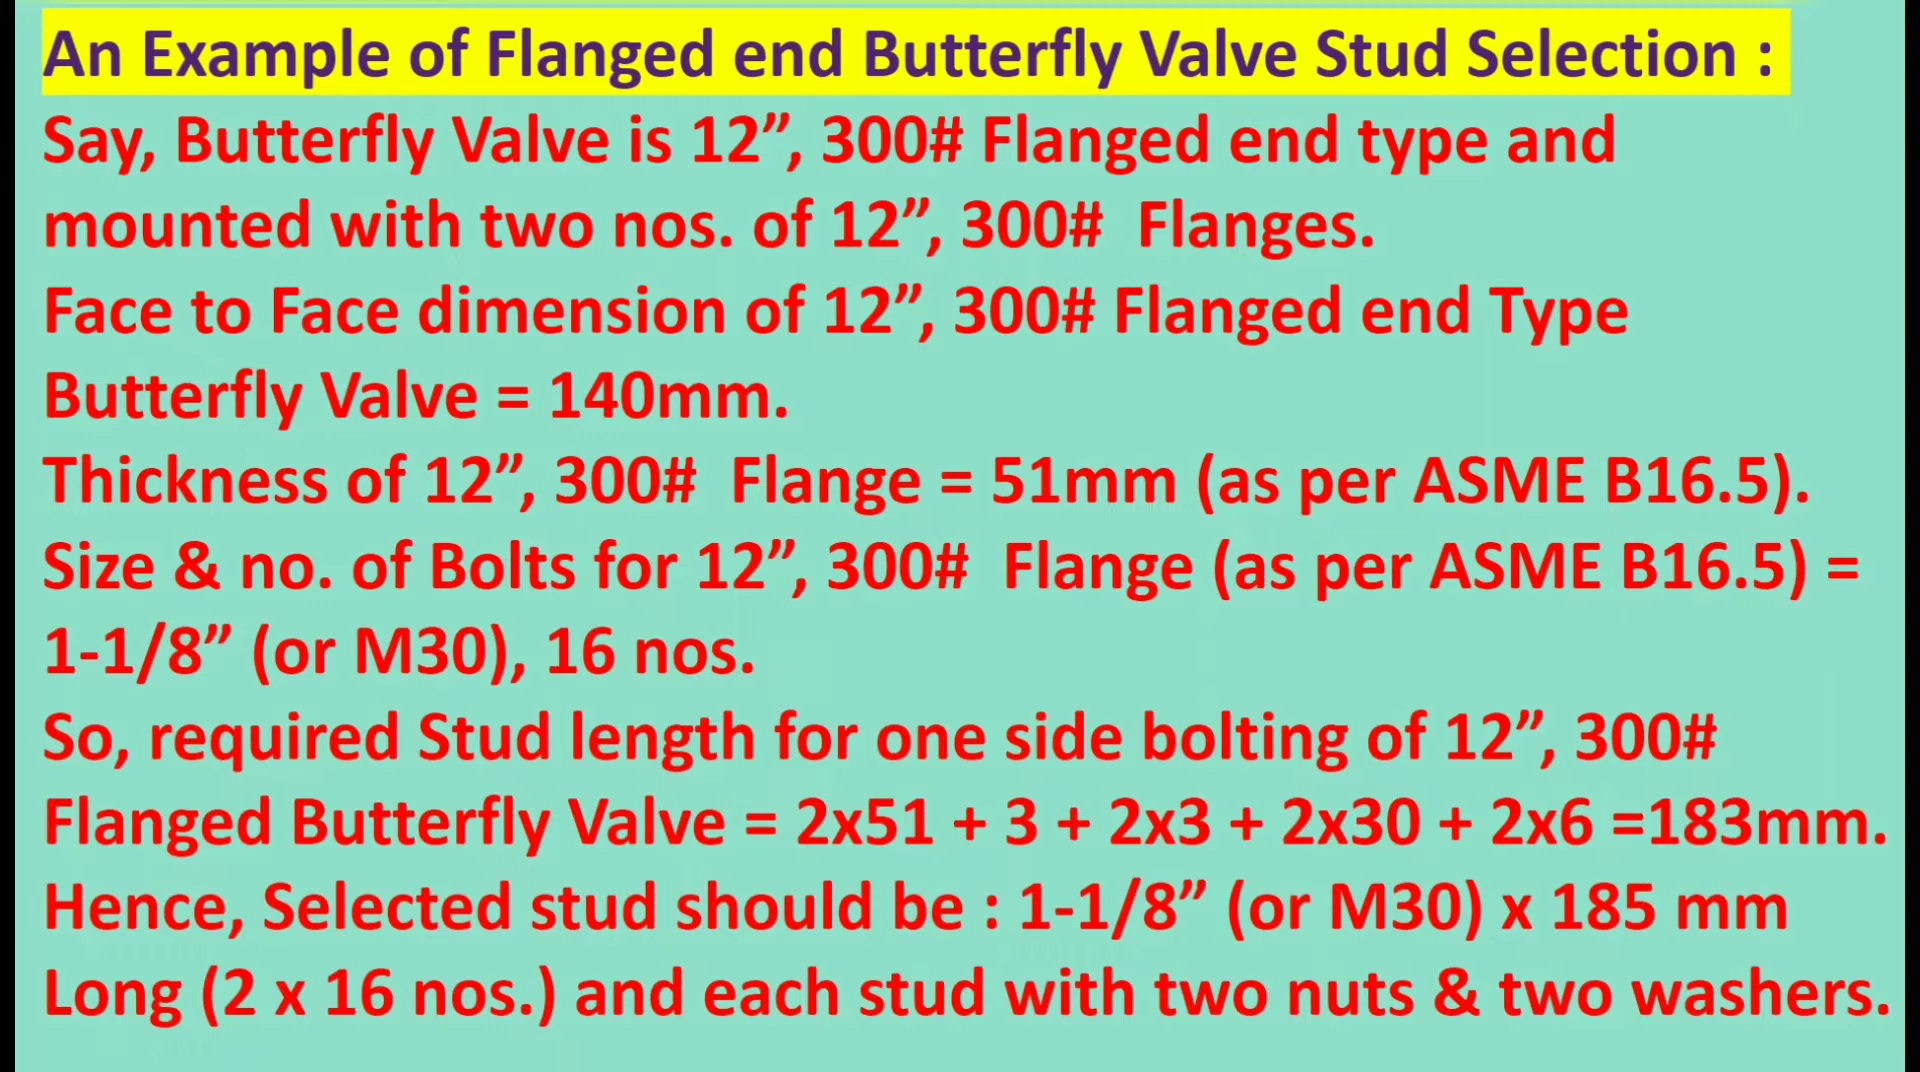 An Example of Flanged end Butterfly Valve Stud Selection :
Say, Butterfly Valve is 12”, 300# Flanged end type and
mounted with two nos. of 12”, 300# Flanges.
Face to Face dimension of 12”, 300# Flanged end Type
Butterfly Valve = 140mm.
Thickness of 12”, 300# Flange = 51mm (as per ASME B16.5).
Size & no. of Bolts for 12”, 300# Flange (as per ASME B16.5) =
1-1/8” (or M30), 16 nos.
So, required Stud length for one side bolting of 12”, 300#
Flanged Butterfly Valve = 2x51 + 3 + 2x3 + 2x30 + 2x6 =183mm.
Hence, Selected stud should be : 1-1/8” (or M30) x 185 mm
Long (2 x 16 nos.) and each stud with two nuts & two washers.